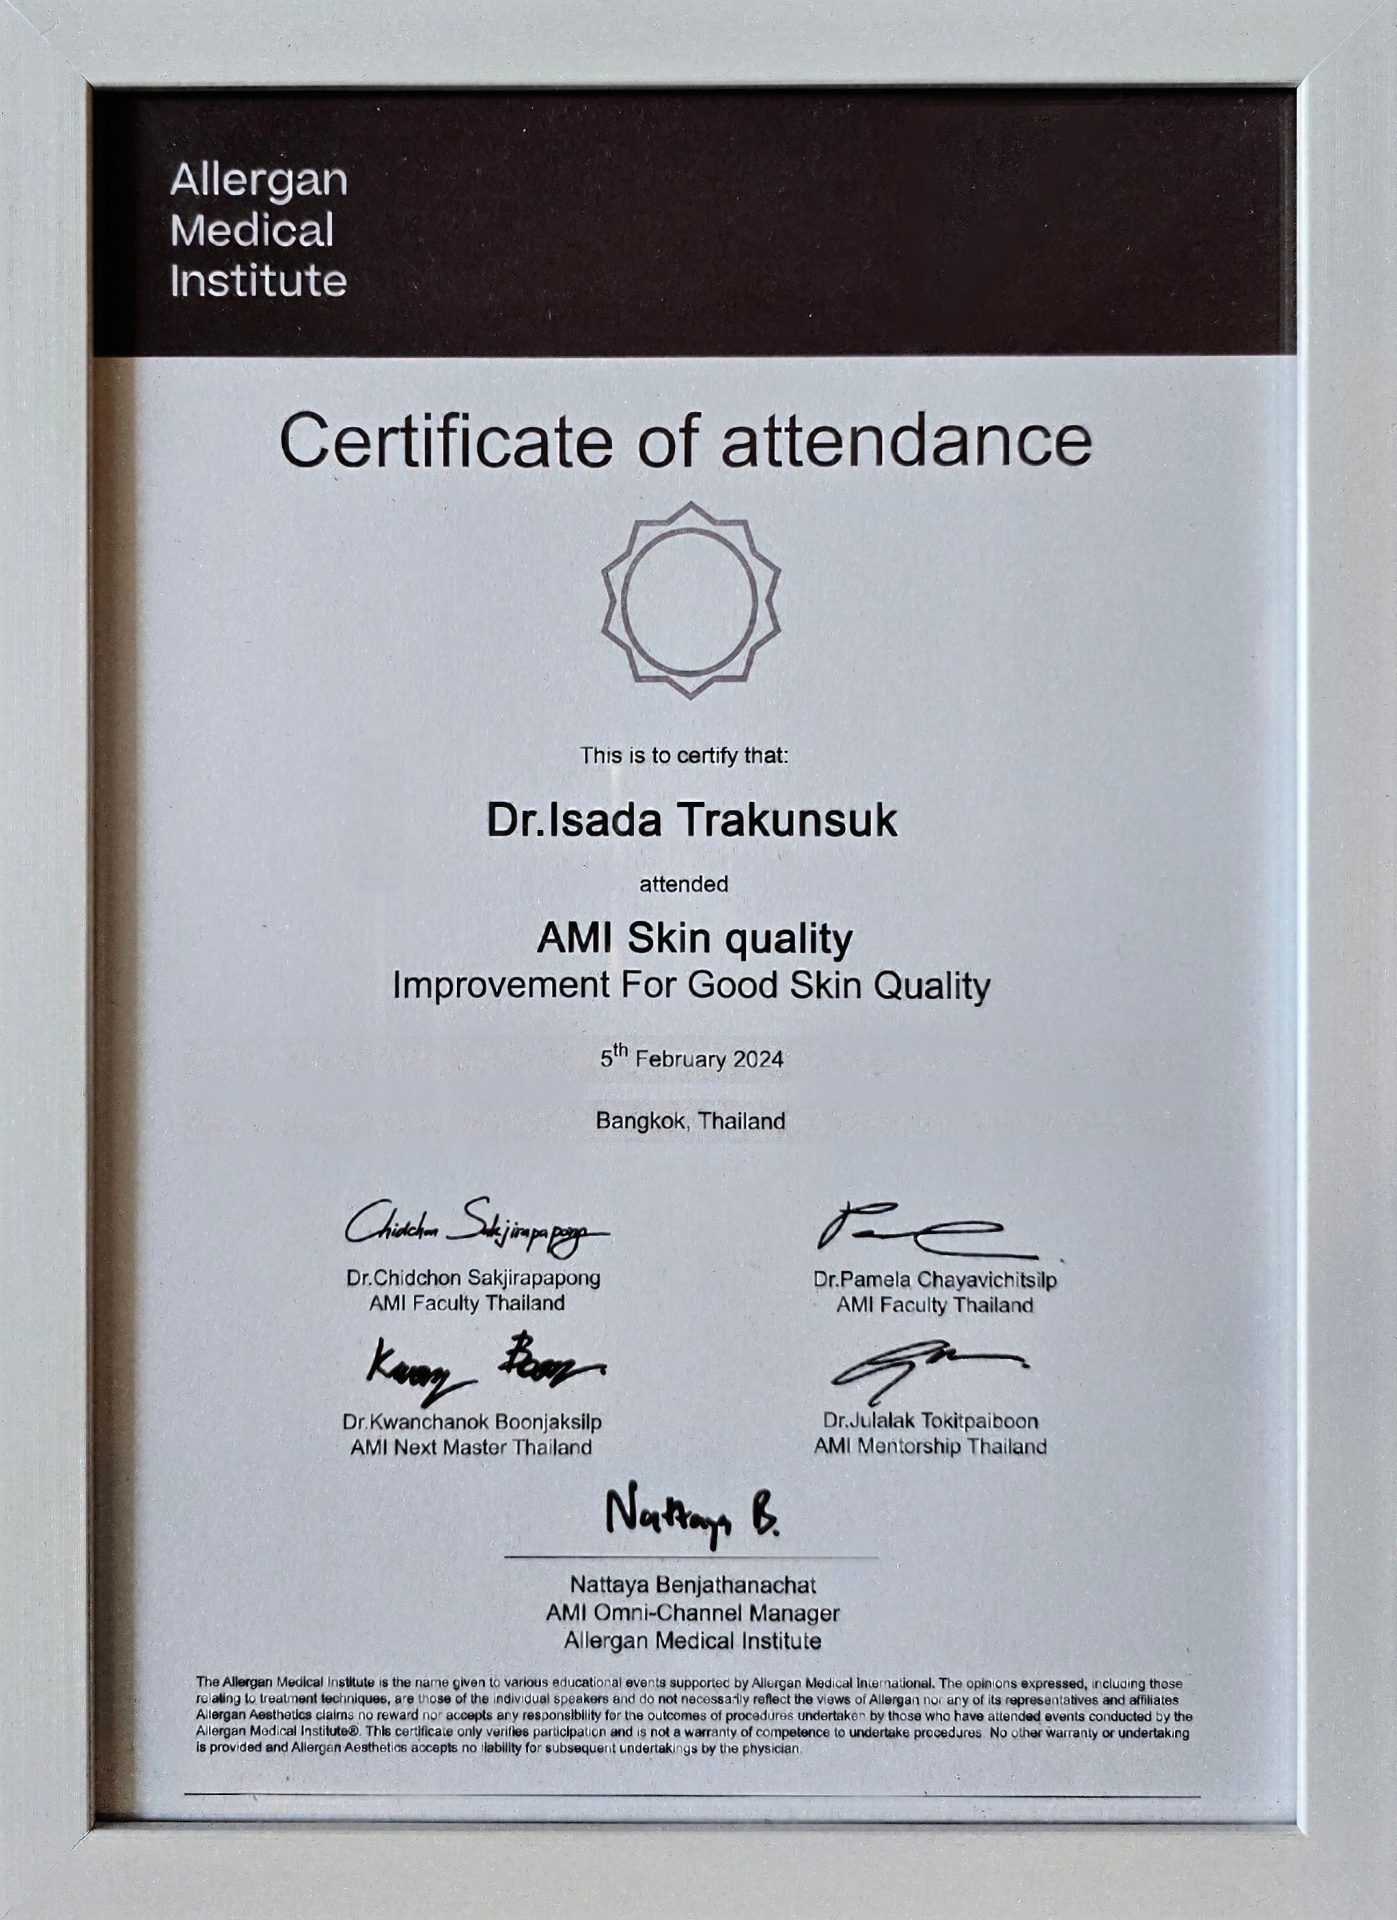 Allergan
Medical
Institute
Certificate of attendance
This is to certify that:
Dr.Isada Trakunsuk
attended
AMI Skin quality
Improvement For Good Skin Quality
5th February 2024
Bangkok, Thailand
Chidchon Sakjirapapong
Dr.Chidchon Sakjirapapong
AMI Faculty Thailand
Dr.Pamela Chayavichitsilp
AMI Faculty Thailand
Dr.Kwanchanok Boonjaksilp
AMI Next Master Thailand
Dr.Julalak Tokitpaiboon
AMI Mentorship Thailand
Nattaya B.
Nattaya Benjathanachat
AMI Omni-Channel Manager
Allergan Medical Institute
The Allergan Medical Institute is the name given to various educational events supported by Allergan Medical International. The opinions expressed, including those
relating to treatment techniques, are those of the individual speakers and do not necessarily reflect the views of Allergan nor any of its representatives and affiliates
Allergan Aesthetics claims no reward nor accepts any responsibility for the outcomes of procedures undertaken by those who have attended events conducted by the
Allergan Medical Institute®. This certificate only verifies participation and is not a warranty of competence to undertake procedures. No other warranty or undertaking
is provided and Allergan Aesthetics accepts no liability for subsequent undertakings by the physician.